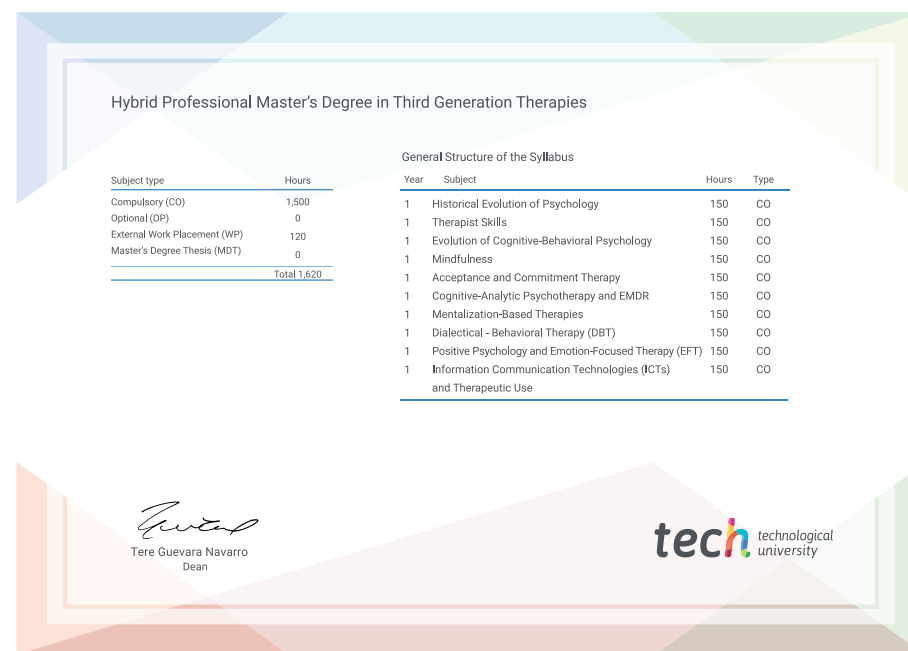 Hybrid Professional Master's Degree in Third Generation Therapies
Subject type Hours
Compulsory (CO) 1,500
Optional (OP) 0
External Work Placement (WP) 120
Master's Degree Thesis (MDT) 0
Total 1,620
General Structure of the Syllabus
Year Subject Hours Type
1 Historical Evolution of Psychology 150 CO
1 Therapist Skills 150 CO
1 Evolution of Cognitive-Behavioral Psychology 150 CO
1 Mindfulness 150 CO
1 Acceptance and Commitment Therapy 150 CO
1 Cognitive-Analytic Psychotherapy and EMDR 150 CO
1 Mentalization-Based Therapies 150 CO
1 Dialectical - Behavioral Therapy (DBT) 150 CO
1 Positive Psychology and Emotion-Focused Therapy (EFT) 150 CO
1 Information Communication Technologies (ICTs) 150 CO
and Therapeutic Use
Tere Guevara Navarro
Dean
tech technological
university